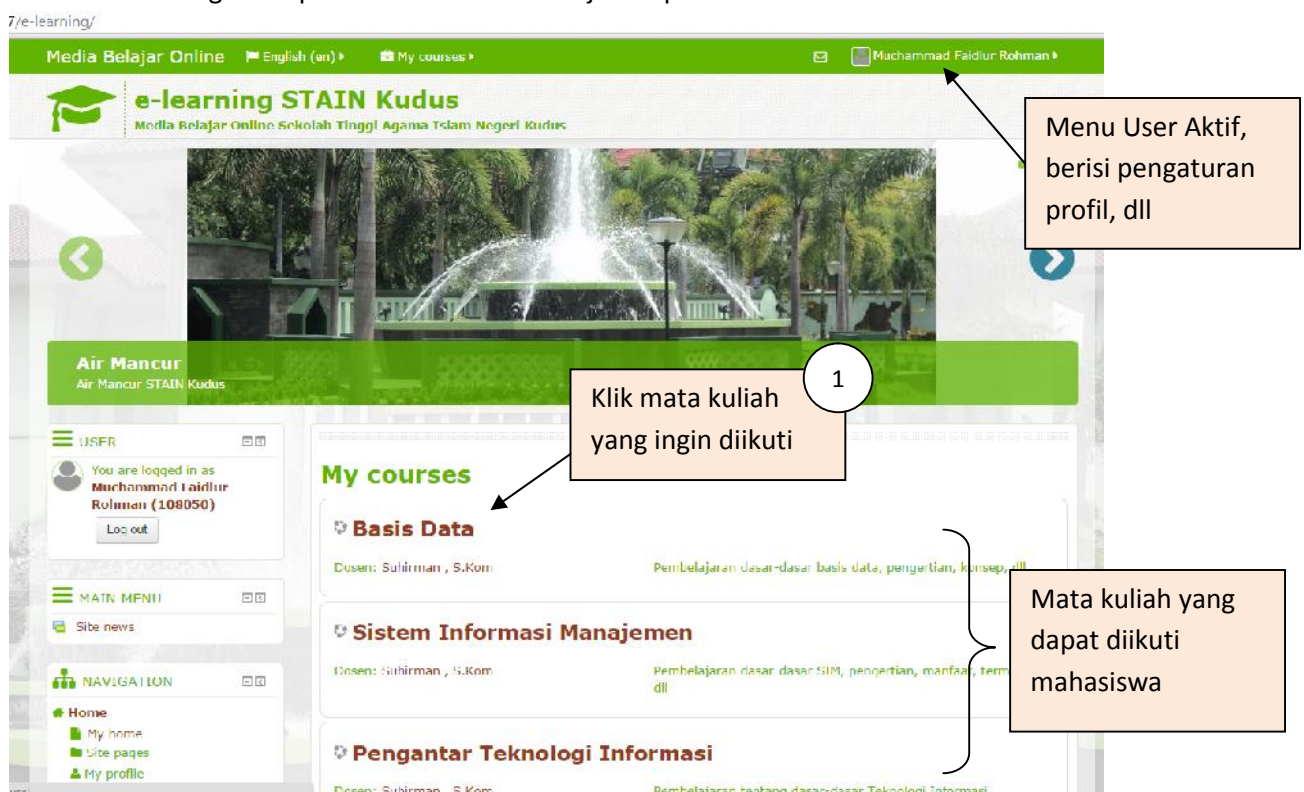 7/e-learning/
Media Belajar Online English (en) My courses Muchammad Faidlur Rohman
e-learning STAIN Kudus
Media Belajar Online Sekolah Tinggi Agama Islam Negeri Kudus
Menu User Aktif,
berisi pengaturan
profil, dll
Air Mancur
Air Mancur STAIN Kudus
1
Klik mata kuliah
yang ingin diikuti
USER
You are logged in as
Muchammad Faidlur
Rohman (108050)
Log out
MAIN MENU
Site news
NAVIGATION
Home
My home
Site pages
My profile
My courses
Basis Data
Dosen: Suhirman , S.Kom
Pembelajaran dasar-dasar basis data, pengertian, konsep, dll
Sistem Informasi Manajemen
Dosen: Suhirman , S.Kom
Pembelajaran dasar dasar SIM, pengertian, manfaat,
dll
Pengantar Teknologi Informasi
Dosen: Suhirman , S.Kom
Pembelajaran tentang dasar-dasar Teknologi Informasi
Mata kuliah yang
dapat diikuti
mahasiswa